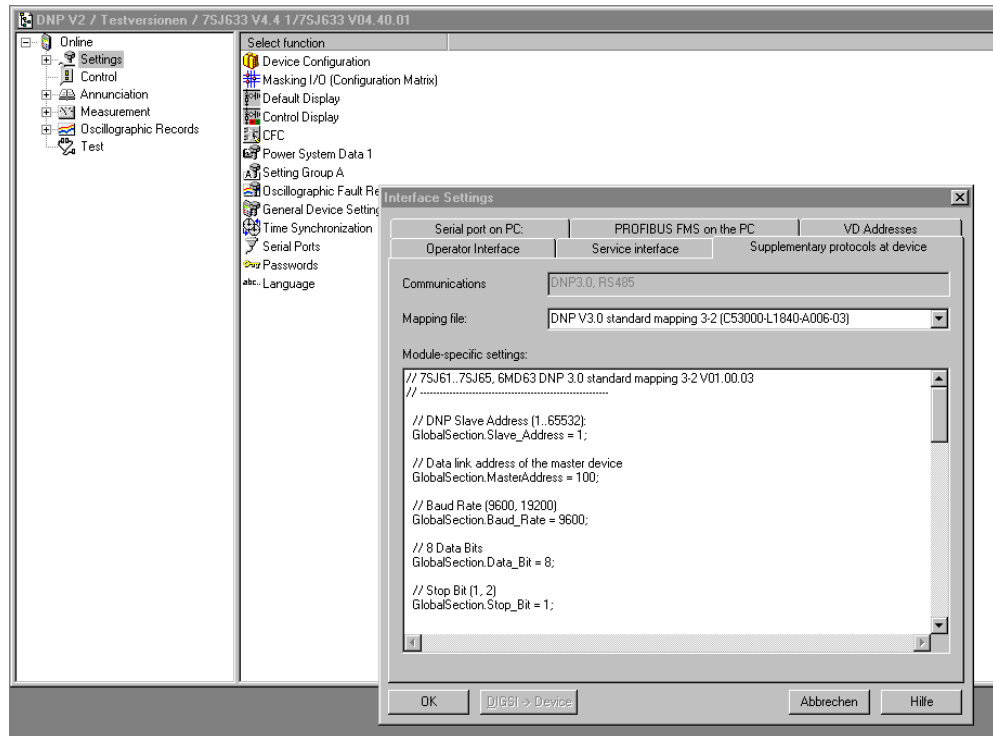 DNP V2 / Testversionen / 7SJ633 V4.4 1/7SJ633 V04.40.01
Online
Settings
Control
Annunciation
Measurement
Oscillographic Records
Test
Select function
Device Configuration
Masking I/O (Configuration Matrix)
Default Display
Control Display
CFC
Power System Data 1
Setting Group A
Oscillographic Fault Re
General Device Setting
Time Synchronization
Serial Ports
Passwords
abc.. Language
Interface Settings
Serial port on PC: PROFIBUS FMS on the PC VD Addresses
Operator Interface Service interface Supplementary protocols at device
Communications DNP3.0, RS485
Mapping file: DNP V3.0 standard mapping 3-2 (C53000-L1840-A006-03)
Module-specific settings:
// 7SJ61..7SJ65, 6MD63 DNP 3.0 standard mapping 3-2 V01.00.03
// ------------------------------------------------------------
// DNP Slave Address (1..65532):
GlobalSection.Slave_Address = 1;
// Data link address of the master device
GlobalSection.MasterAddress = 100;
// Baud Rate (9600, 19200)
GlobalSection.Baud_Rate = 9600;
// 8 Data Bits
GlobalSection.Data_Bit = 8;
// Stop Bit (1, 2)
GlobalSection.Stop_Bit = 1;
OK DIGSI -> Device Abbrechen Hilfe